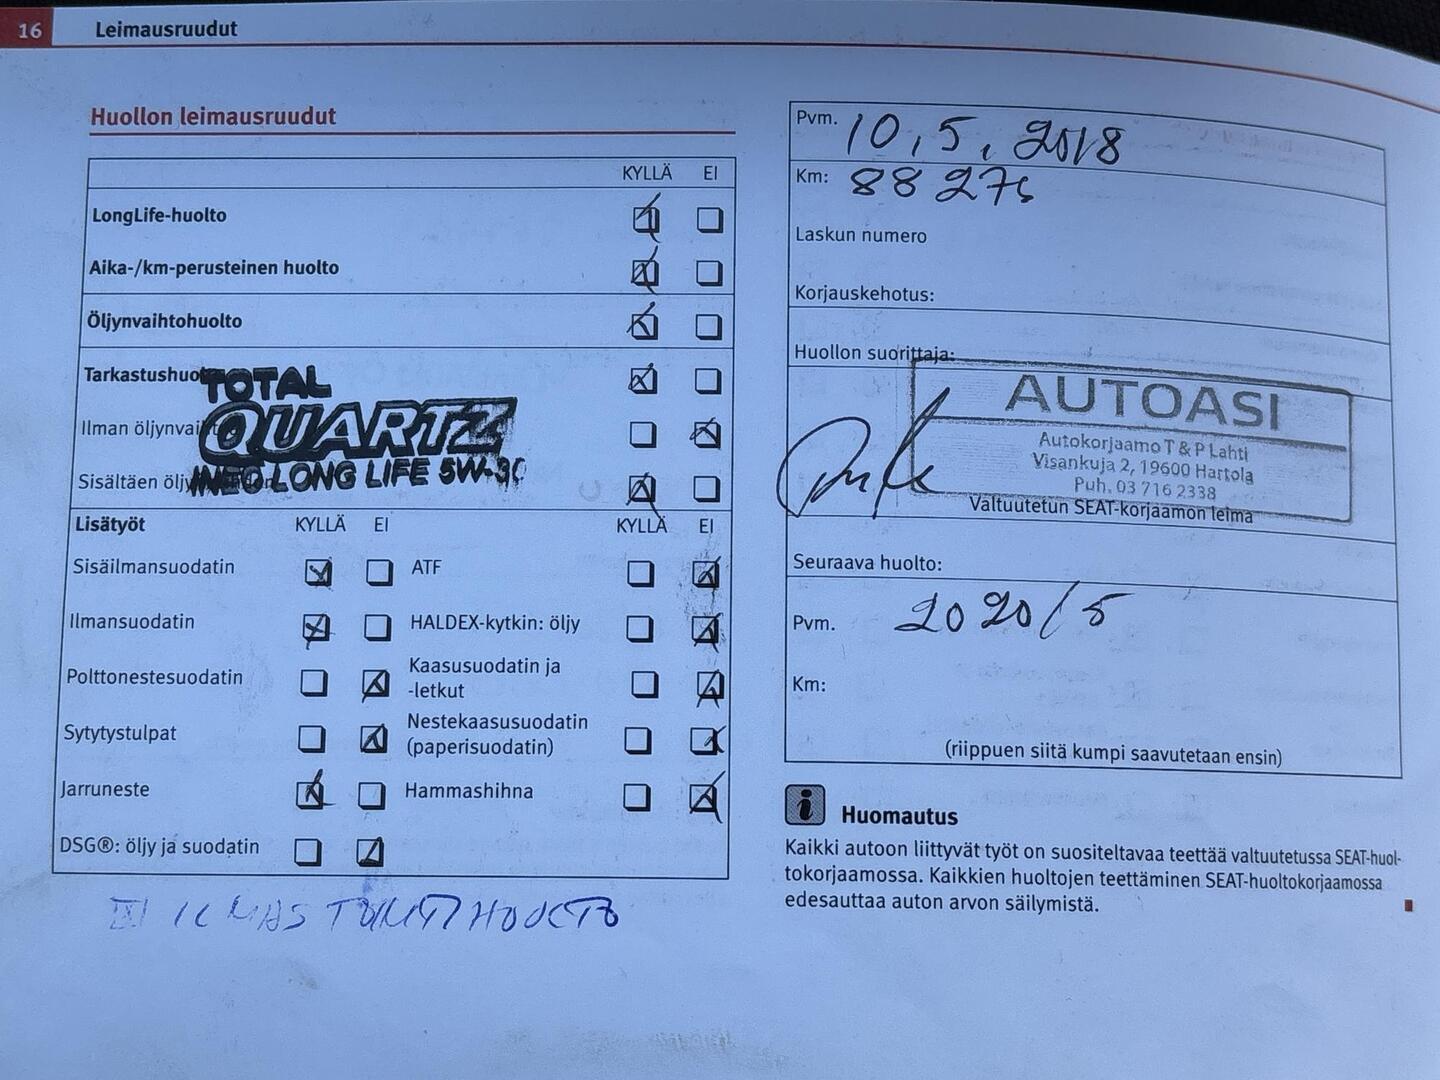 16 Leimausruudut
Huollon leimausruudut
KYLLÄ EI
LongLife-huolto
Aika-/km-perusteinen huolto
Öljynvaihtohuolto
Tarkastushuo
TOTAL
Ilman öljynvaih
QUARTZ
Sisältäen öljy
INEO LONG LIFE 5W-30
Lisätyöt KYLLÄ EI KYLLÄ EI
Sisäilmansuodatin ATF
Ilmansuodatin HALDEX-kytkin: öljy
Polttonestesuodatin Kaasusuodatin ja
-letkut
Sytytystulpat Nestekaasusuodatin
(paperisuodatin)
Jarruneste Hammashihna
DSG®: öljy ja suodatin
ILMASTOINTIHUOLTO
Pvm. 10.5.2018
Km: 88276
Laskun numero
Korjauskehotus:
Huollon suorittaja:
AUTOASI
Autokorjaamo T & P Lahti
Visankuja 2, 19600 Hartola
Puh. 03 716 2338
Valtuutetun SEAT-korjaamon leima
Seuraava huolto:
Pvm. 2020/5
Km:
(riippuen siitä kumpi saavutetaan ensin)
i Huomautus
Kaikki autoon liittyvät työt on suositeltavaa teettää valtuutetussa SEAT-huol-
tokorjaamossa. Kaikkien huoltojen teettäminen SEAT-huoltokorjaamossa
edesauttaa auton arvon säilymistä.